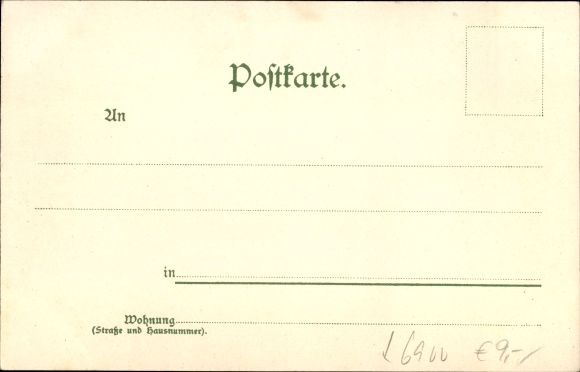 Postkarte.
An
in
Wohnung
(Straße und Hausnummer).
€ 9,-